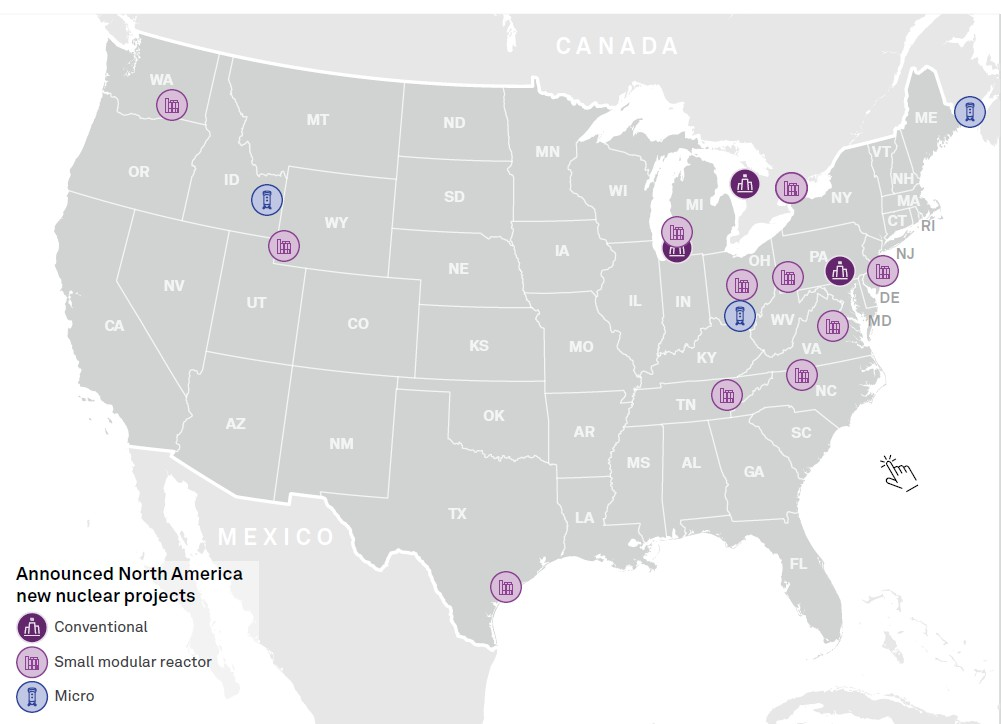 CANADA
WA
MT
ND
MN
ME
VT
OR
ID
WY
SD
WI
MI
NY
NH
MA
CT
RI
NV
UT
NE
IA
IL
IN
OH
PA
NJ
DE
MD
CA
CO
KS
MO
KY
WV
VA
AZ
NM
OK
AR
TN
NC
SC
MS
AL
GA
TX
LA
FL
MEXICO
Announced North America
new nuclear projects
Conventional
Small modular reactor
Micro